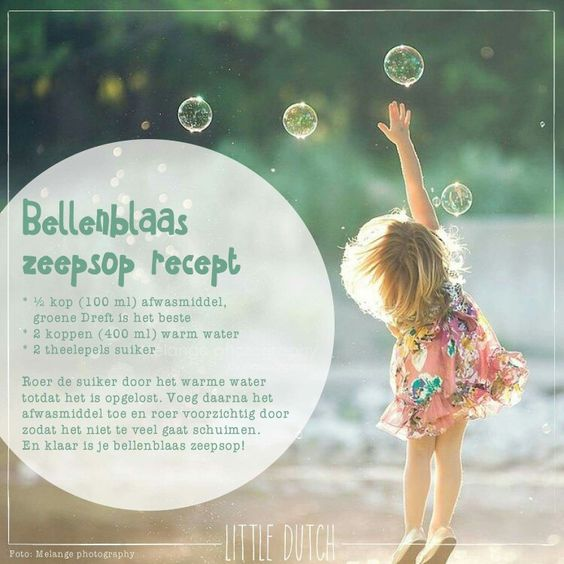 Bellenblaas
zeepsop recept
* ½ kop (100 ml) afwasmiddel,
groene Dreft is het beste
* 2 koppen (400 ml) warm water
* 2 theelepels suiker
Roer de suiker door het warme water
totdat het is opgelost. Voeg daarna het
afwasmiddel toe en roer voorzichtig door
zodat het niet te veel gaat schuimen.
En klaar is je bellenblaas zeepsop!
LITTLE DUTCH
Foto: Melange photography